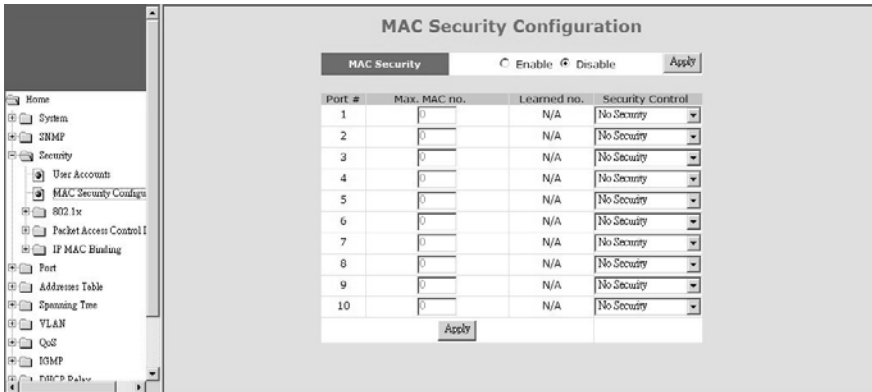 MAC Security Configuration
MAC Security Enable Disable Apply
Port # Max. MAC no. Learned no. Security Control
1 0 N/A No Security
2 0 N/A No Security
3 0 N/A No Security
4 0 N/A No Security
5 0 N/A No Security
6 0 N/A No Security
7 0 N/A No Security
8 0 N/A No Security
9 0 N/A No Security
10 0 N/A No Security
Apply
Home
System
SNMP
Security
User Accounts
MAC Security Configu
802.1x
Packet Access Control
IP MAC Binding
Port
Addresses Table
Spanning Tree
VLAN
QoS
IGMP
DHCP Relay